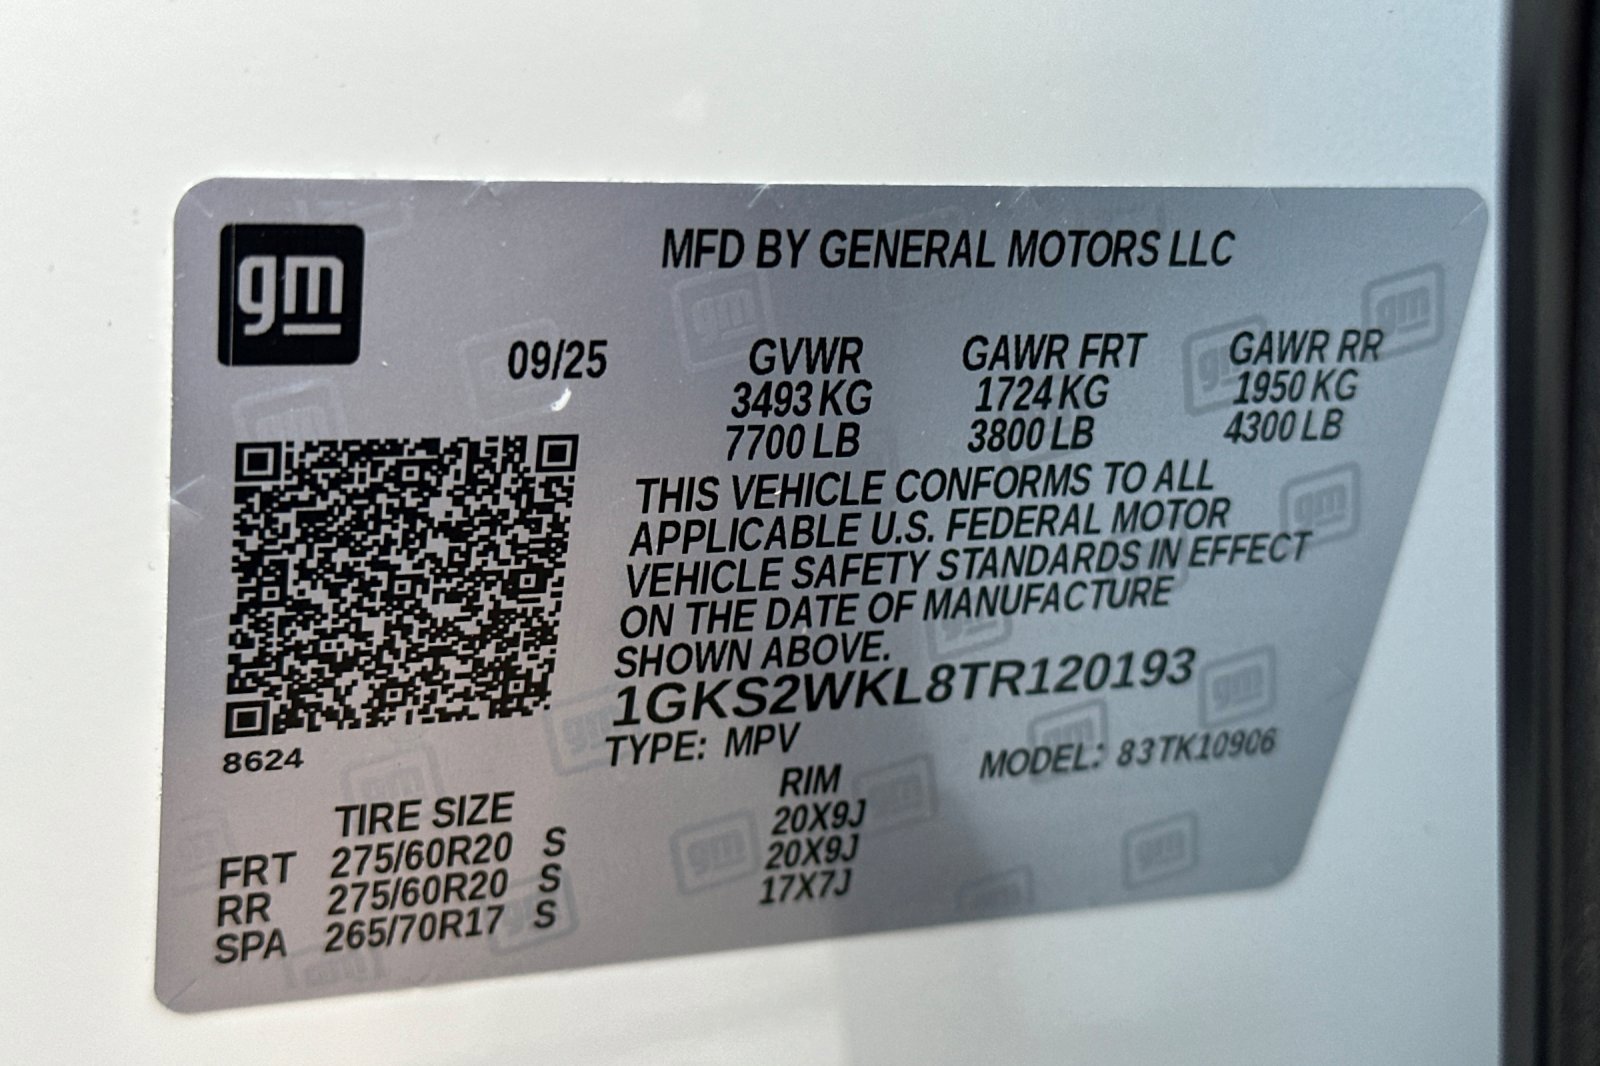 gm
MFD BY GENERAL MOTORS LLC
09/25 GVWR GAWR FRT GAWR RR
3493 KG 1724 KG 1950 KG
7700 LB 3800 LB 4300 LB
THIS VEHICLE CONFORMS TO ALL
APPLICABLE U.S. FEDERAL MOTOR
VEHICLE SAFETY STANDARDS IN EFFECT
ON THE DATE OF MANUFACTURE
SHOWN ABOVE.
1GKS2WKL8TR120193
TYPE: MPV MODEL: 83TK10906
8624
TIRE SIZE RIM
FRT 275/60R20 S 20X9J
RR 275/60R20 S 20X9J
SPA 265/70R17 S 17X7J